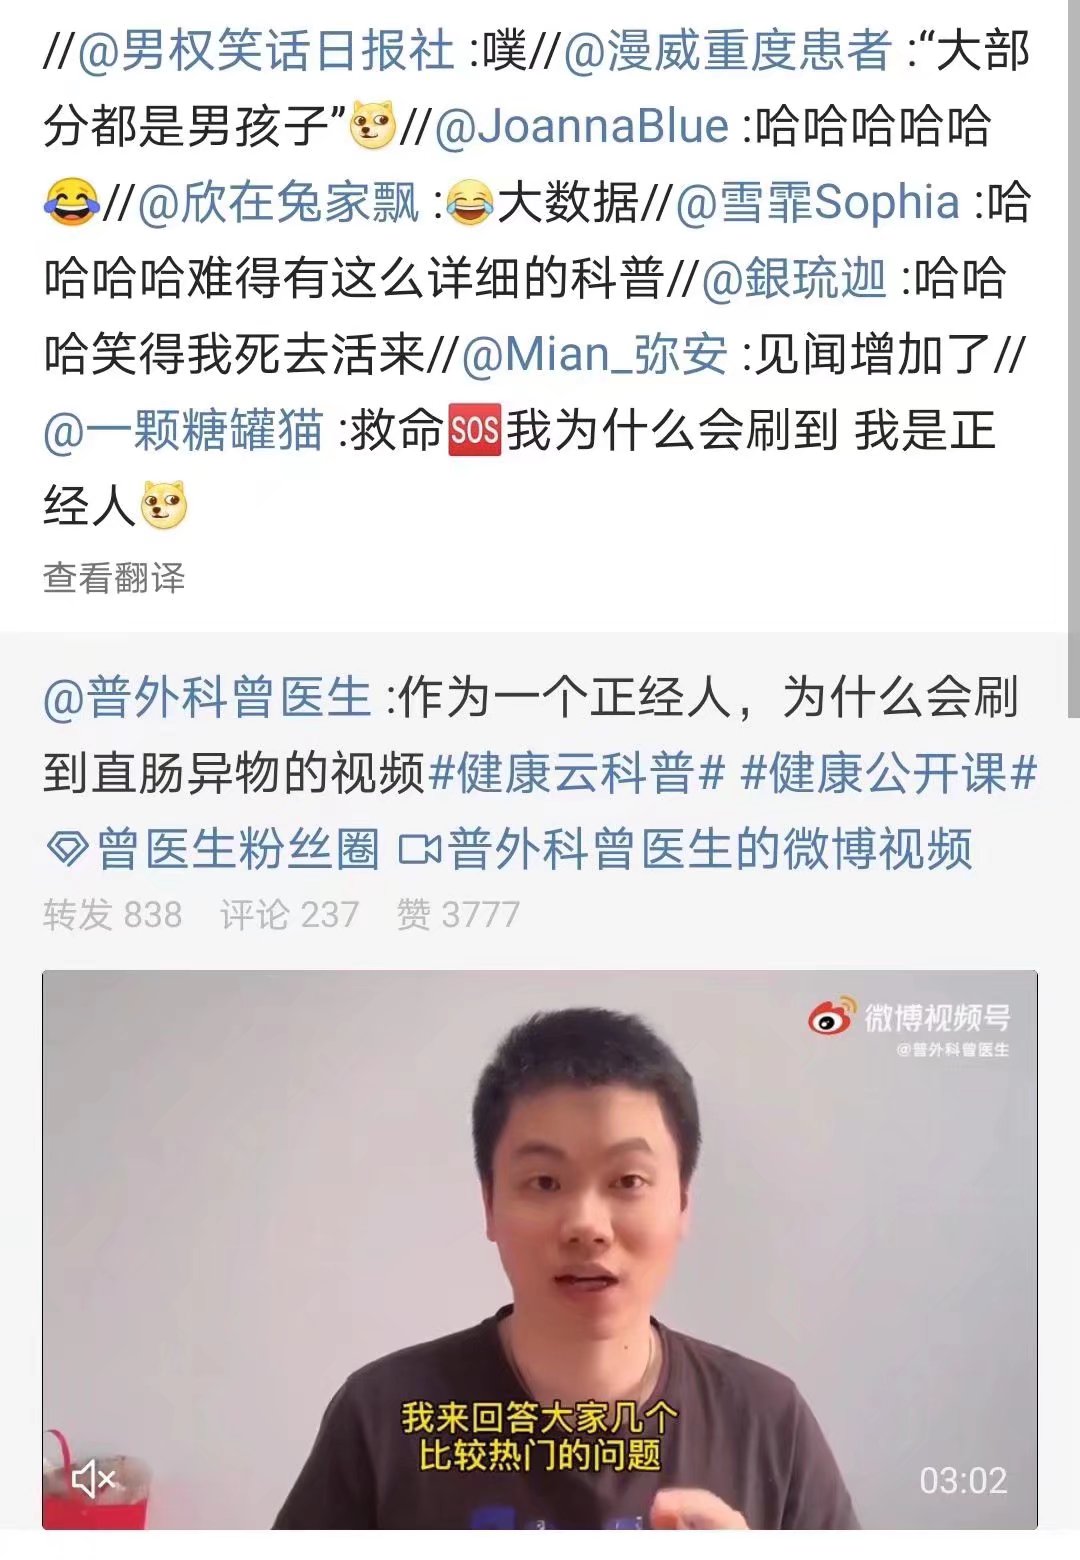 //@男权笑话日报社 :噗//@漫威重度患者 :“大部
分都是男孩子”//@JoannaBlue :哈哈哈哈哈
//@欣在兔家飘 :大数据//@雪霏Sophia :哈
哈哈哈难得有这么详细的科普//@銀琉迦 :哈哈
哈笑得我死去活来//@Mian_弥安 :见闻增加了//
@一颗糖罐猫 :救命SOS我为什么会刷到 我是正
经人
查看翻译
@普外科曾医生 :作为一个正经人，为什么会刷
到直肠异物的视频#健康云科普# #健康公开课#
曾医生粉丝圈 普外科曾医生的微博视频
转发 838 评论 237 赞 3777
微博视频号
@普外科曾医生
我来回答大家几个
比较热门的问题
03:02